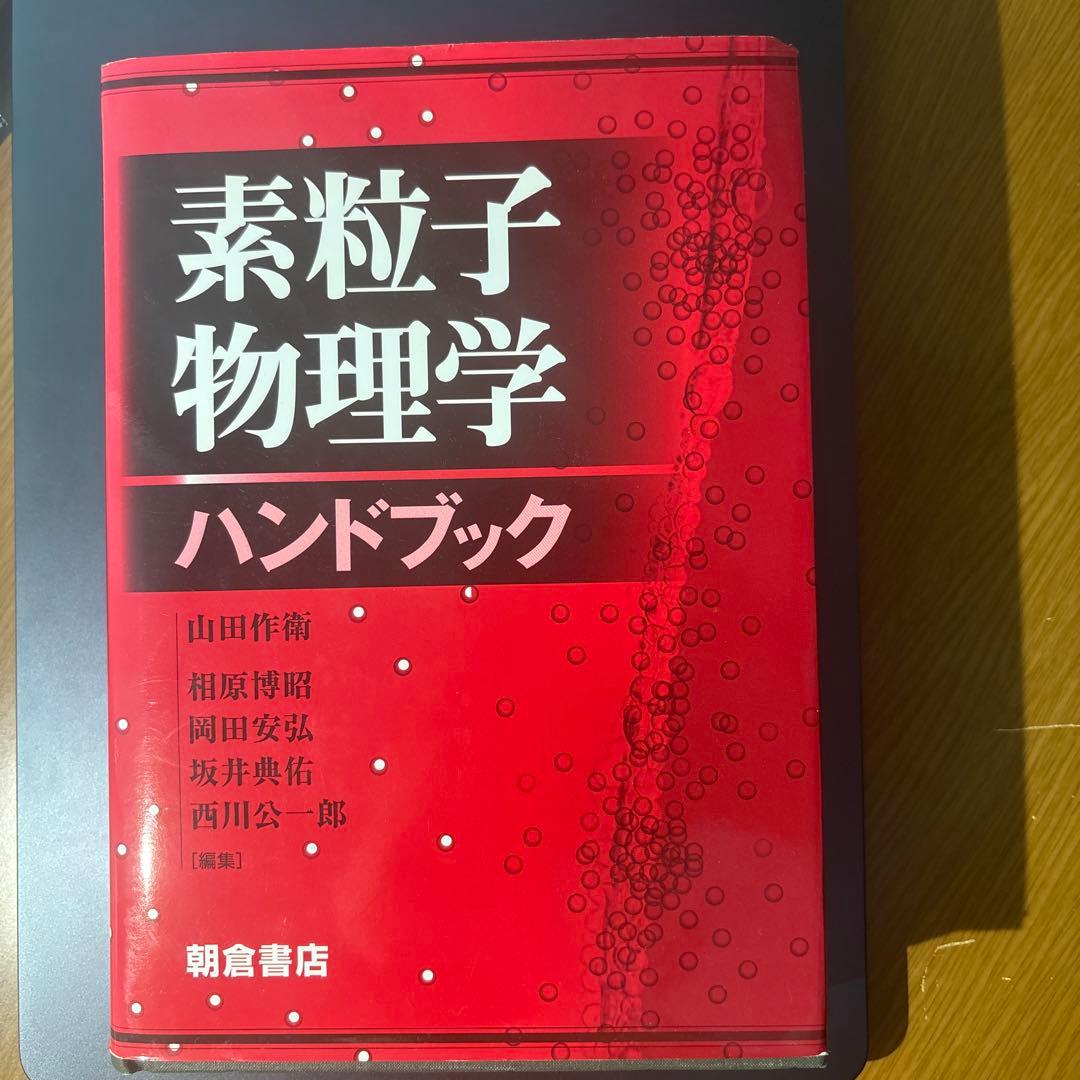 素粒子
物理学
ハンドブック
山田作衛
相原博昭
岡田安弘
坂井典佑
西川公一郎
[編集]
朝倉書店